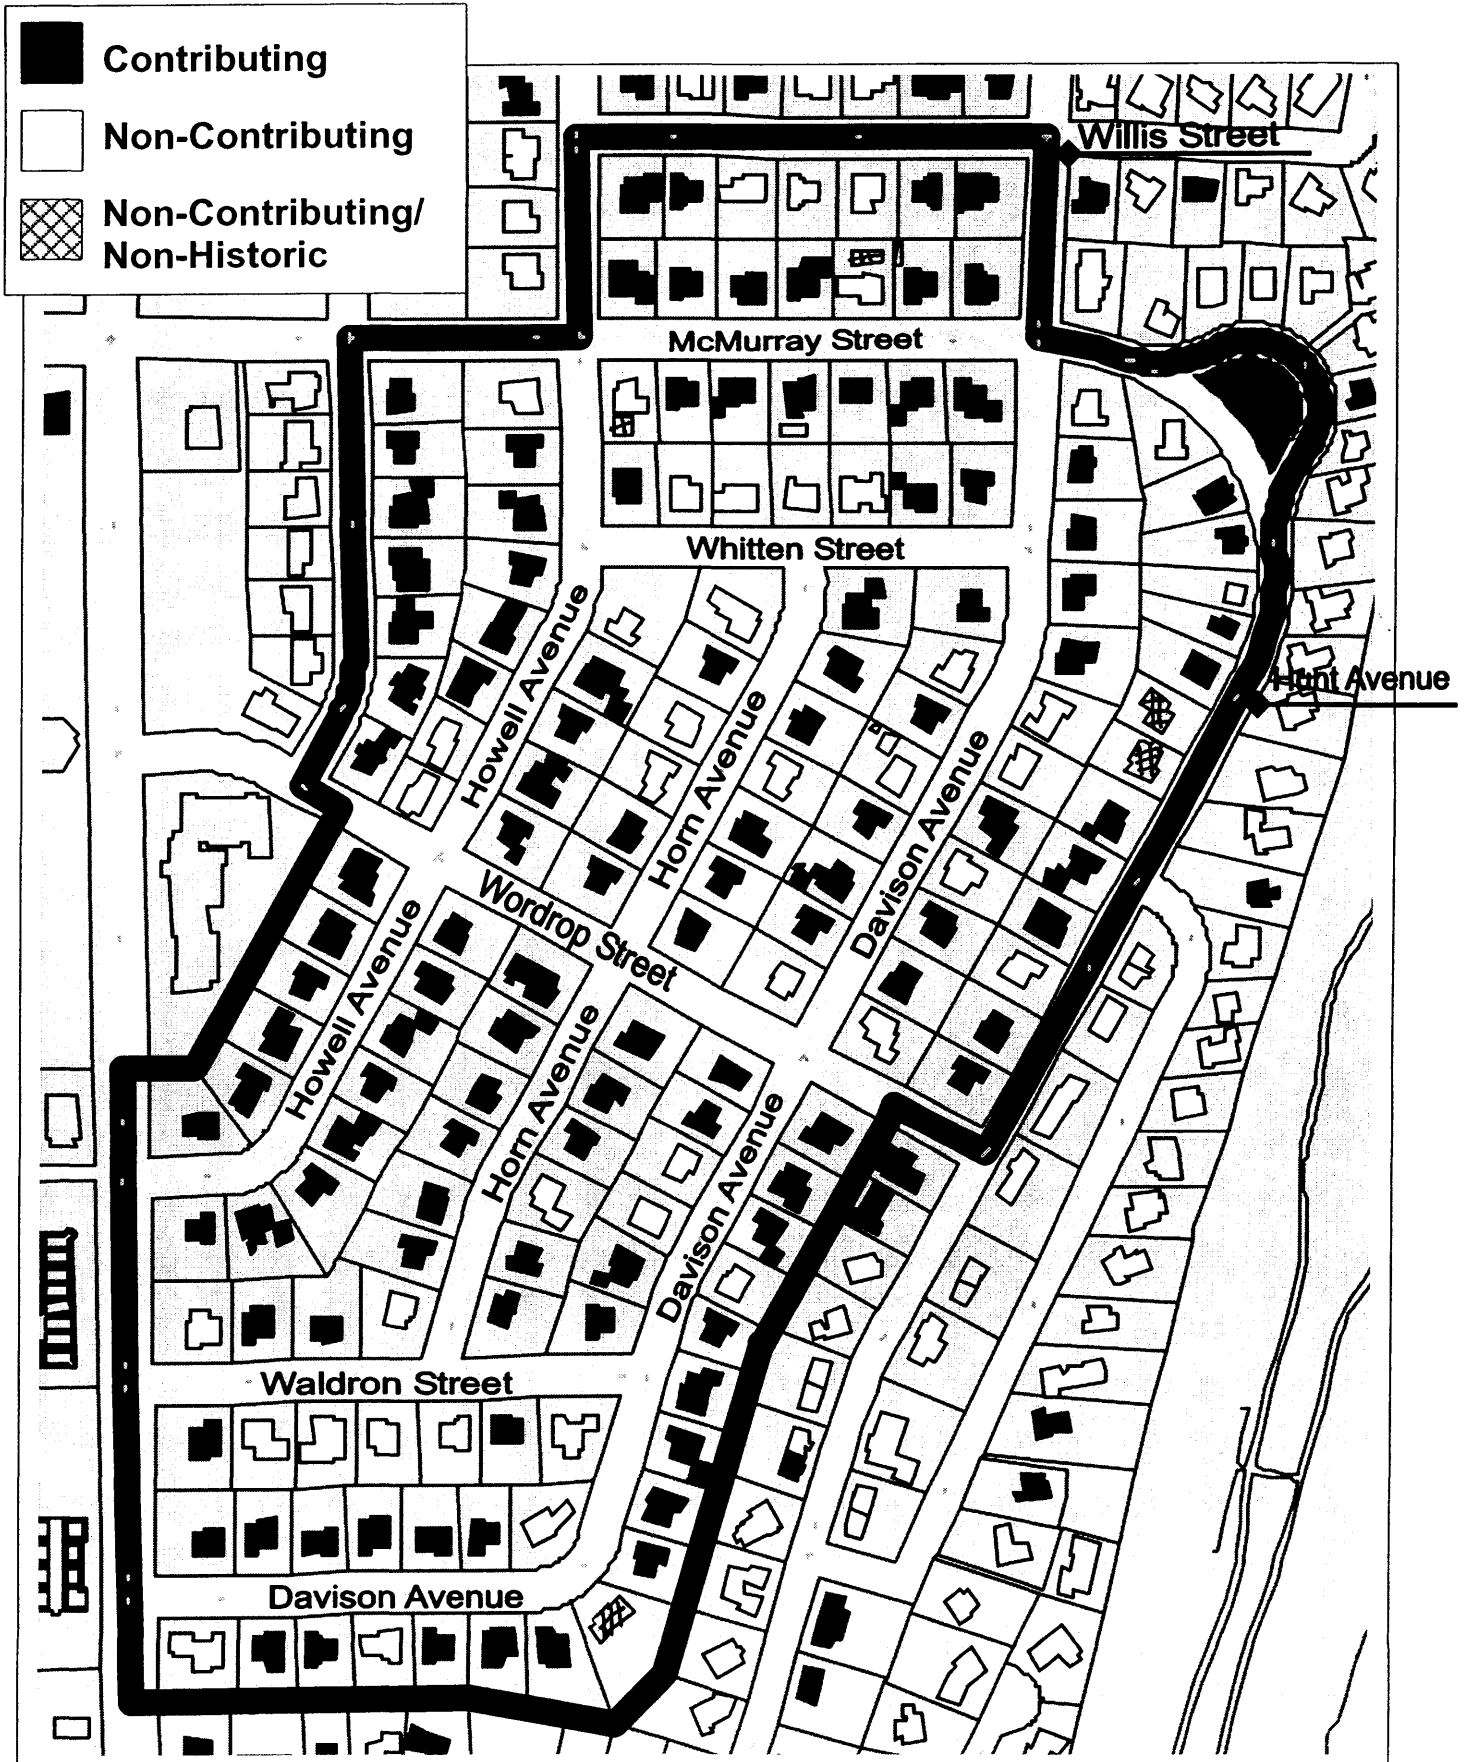 Contributing
Non-Contributing
Non-Contributing/
Non-Historic
Willis Street
McMurray Street
Whitten Street
Howell Avenue
Horn Avenue
Davison Avenue
Hunt Avenue
Wordrop Street
Howell Avenue
Horn Avenue
Davison Avenue
Waldron Street
Davison Avenue